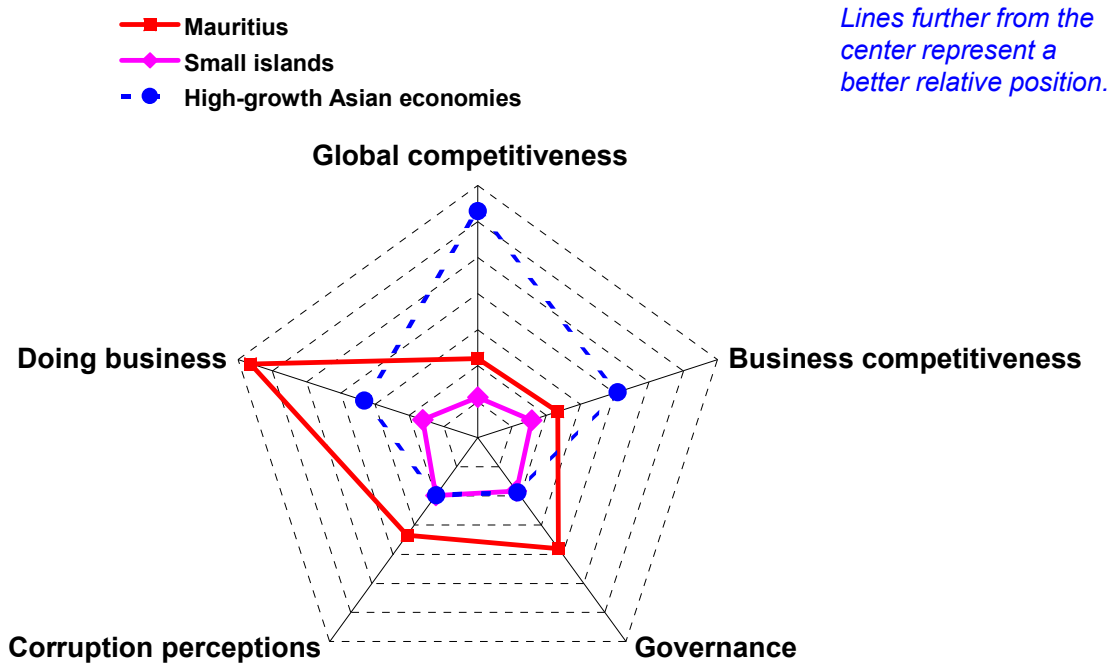 Mauritius
Small islands
High-growth Asian economies
Lines further from the
center represent a
better relative position.
Global competitiveness
Doing business
Business competitiveness
Corruption perceptions
Governance